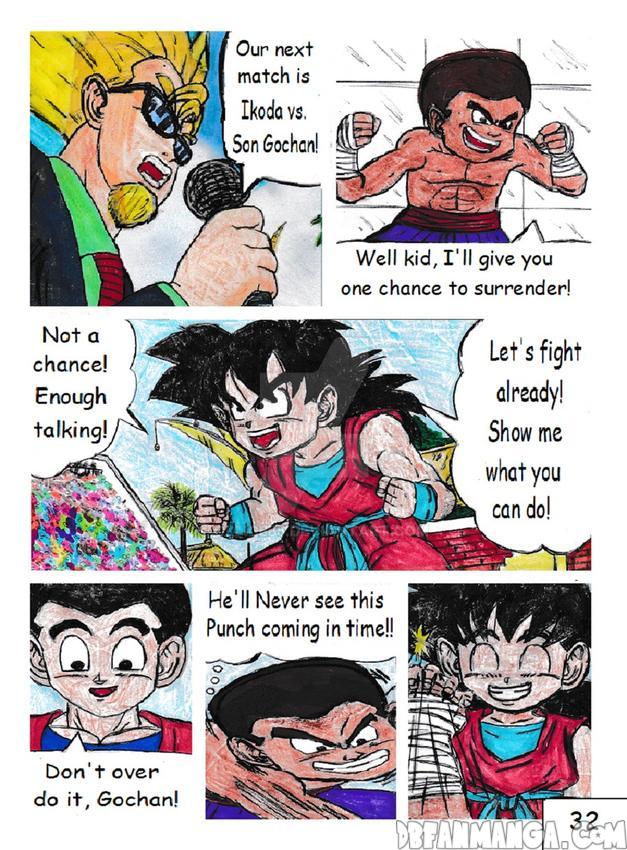 Our next
match is
Ikoda vs.
Son Gochan!
Well kid, I'll give you
one chance to surrender!
Not a
chance!
Enough
talking!
Let's fight
already!
Show me
what you
can do!
Don't over
do it, Gochan!
He'll Never see this
Punch coming in time!!
32
DBFANMANGA.COM